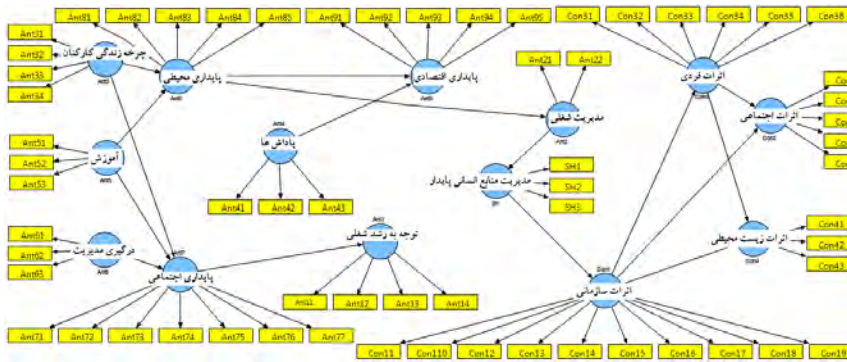 Ant81 Ant82 Ant83 Ant84 Ant85 Ant91 Ant92 Ant93 Ant94 Ant95 Con31 Con32 Con33 Con34 Con35 Con36
Ant31
Ant32
Ant33
Ant34
چرخه زندگی کارکنان
پایداری محیطی
پایداری اقتصادی
Ant21 Ant22
اثرات فردی
اثرات اجتماعی
مدیریت شغلی
Ant51
Ant52
Ant53
آموزش
پاداش ها
Ant41 Ant42 Ant43
مدیریت منابع انسانی پایدار
SH1
SH2
SH3
Ant61
Ant62
Ant63
درگیری مدیریت
توجه به رشد شغلی
پایداری اجتماعی
Ant11 Ant12 Ant13 Ant14
اثرات زیست محیطی
Con41
Con42
Con43
اثرات سازمانی
Ant71 Ant72 Ant73 Ant74 Ant75 Ant76 Ant77
Con11 Con110 Con12 Con13 Con14 Con15 Con16 Con17 Con18 Con19